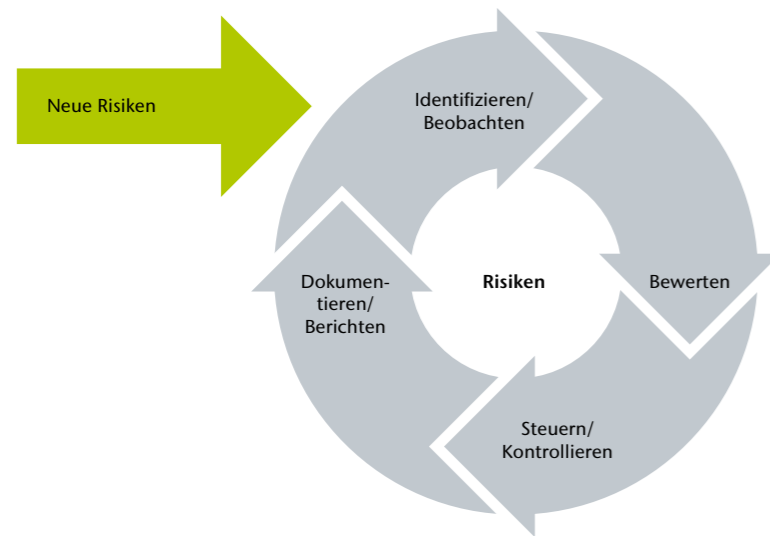 Neue Risiken
Identifizieren/
Beobachten
Risiken
Bewerten
Steuern/
Kontrollieren
Dokumen-
tieren/
Berichten